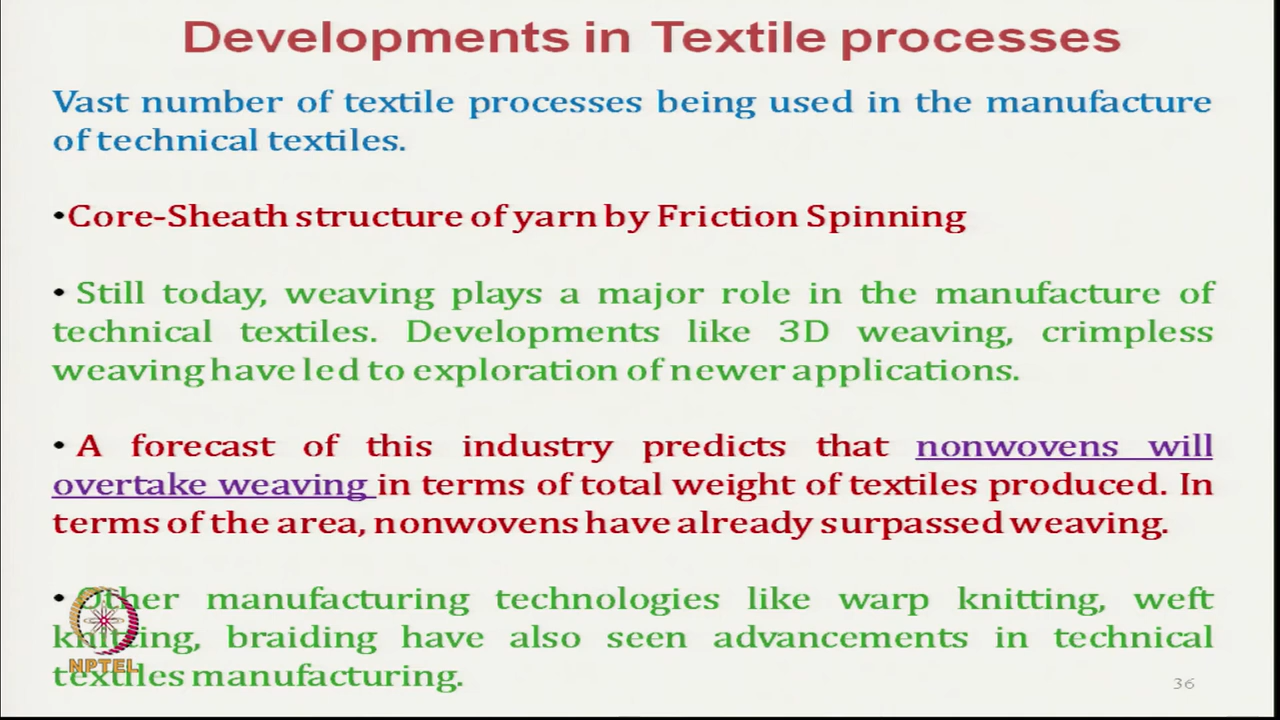 Developments in Textile processes
Vast number of textile processes being used in the manufacture
of technical textiles.
•Core-Sheath structure of yarn by Friction Spinning
• Still today, weaving plays a major role in the manufacture of
technical textiles. Developments like 3D weaving, crimpless
weaving have led to exploration of newer applications.
• A forecast of this industry predicts that nonwovens will
overtake weaving in terms of total weight of textiles produced. In
terms of the area, nonwovens have already surpassed weaving.
• Other manufacturing technologies like warp knitting, weft
knitting, braiding have also seen advancements in technical
textiles manufacturing.
NPTEL
36